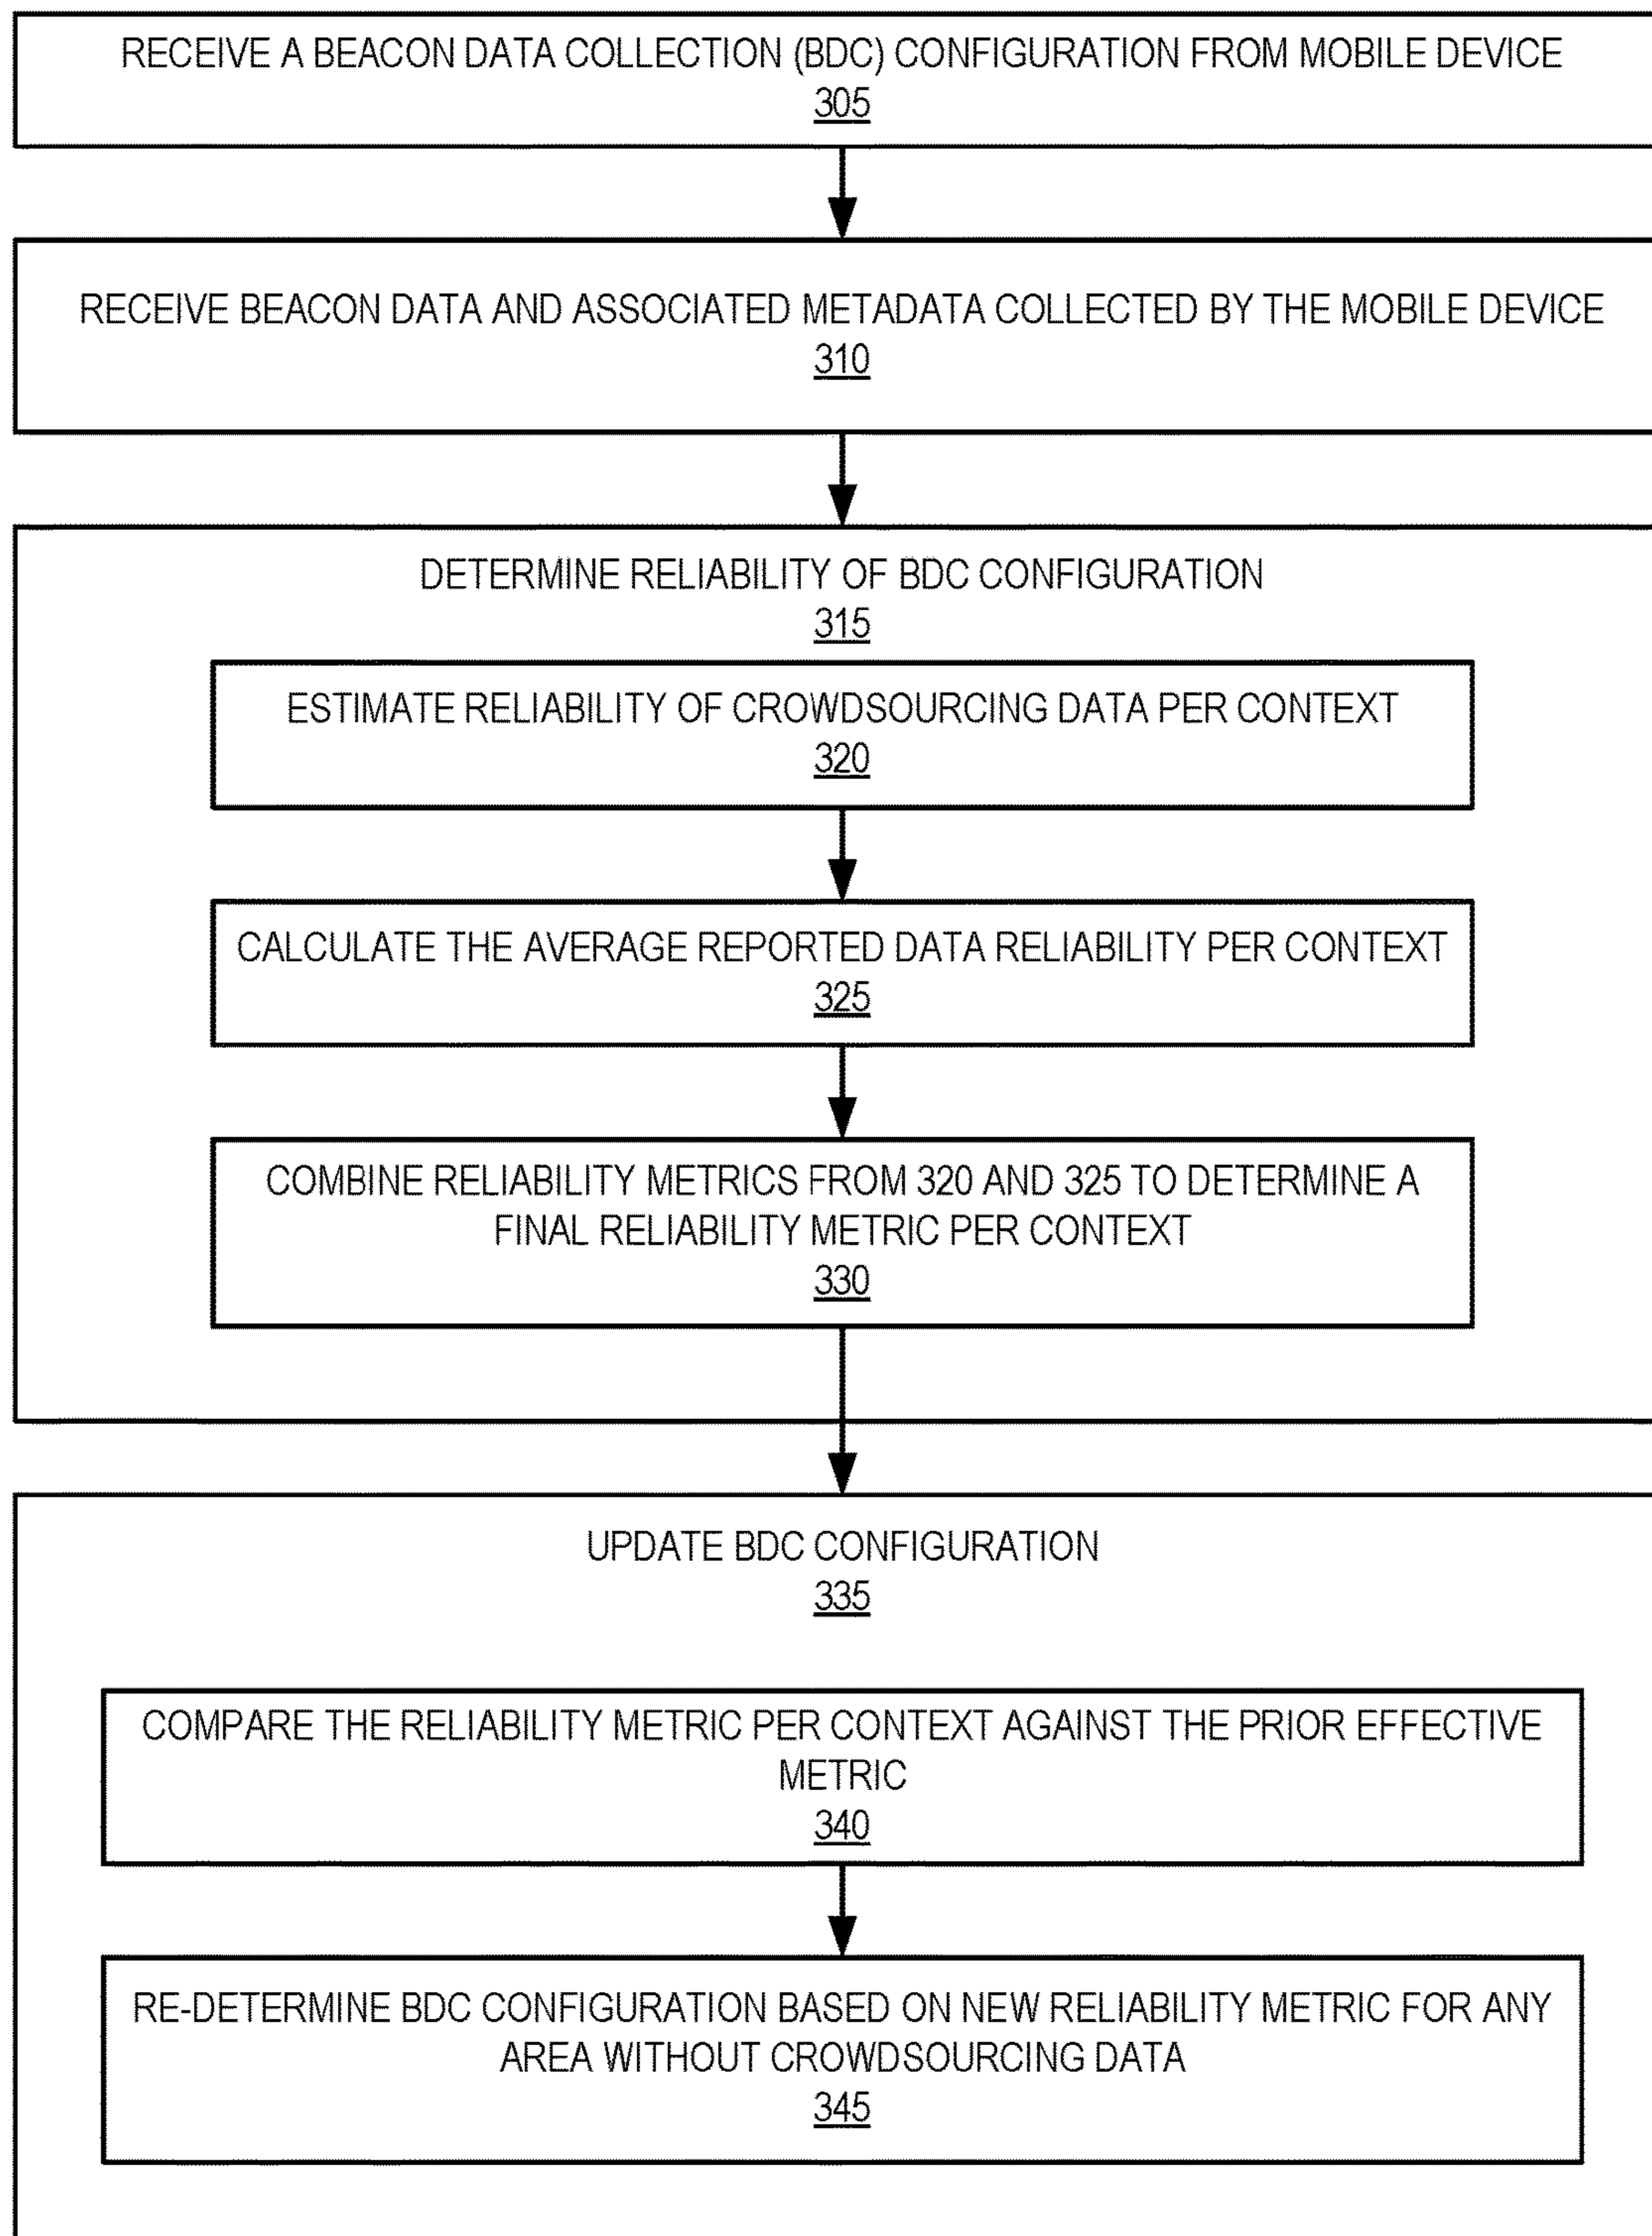 RECEIVE A BEACON DATA COLLECTION (BDC) CONFIGURATION FROM MOBILE DEVICE
305
RECEIVE BEACON DATA AND ASSOCIATED METADATA COLLECTED BY THE MOBILE DEVICE
310
DETERMINE RELIABILITY OF BDC CONFIGURATION
315
ESTIMATE RELIABILITY OF CROWDSOURCING DATA PER CONTEXT
320
CALCULATE THE AVERAGE REPORTED DATA RELIABILITY PER CONTEXT
325
COMBINE RELIABILITY METRICS FROM 320 AND 325 TO DETERMINE A
FINAL RELIABILITY METRIC PER CONTEXT
330
UPDATE BDC CONFIGURATION
335
COMPARE THE RELIABILITY METRIC PER CONTEXT AGAINST THE PRIOR EFFECTIVE
METRIC
340
RE-DETERMINE BDC CONFIGURATION BASED ON NEW RELIABILITY METRIC FOR ANY
AREA WITHOUT CROWDSOURCING DATA
345